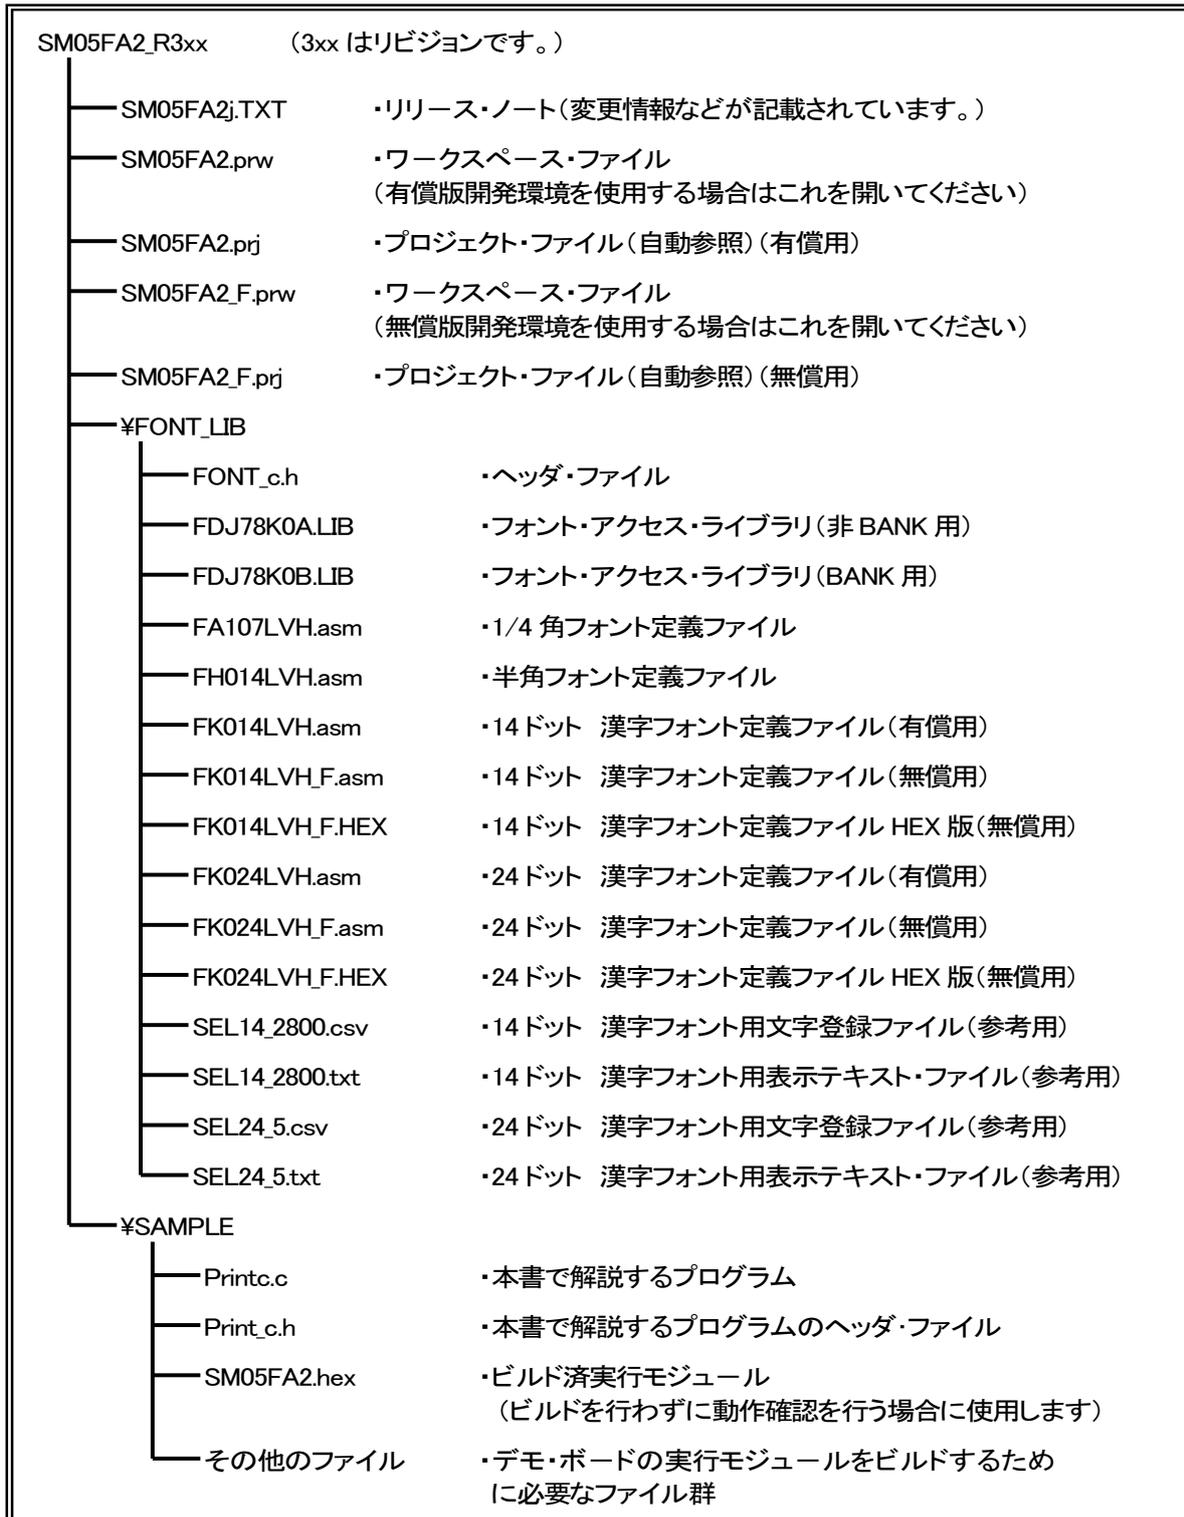 SM05FA2_R3xx （3xx はリビジョンです。）
SM05FA2j.TXT ・リリース・ノート（変更情報などが記載されています。）
SM05FA2.prw ・ワークスペース・ファイル
（有償版開発環境を使用する場合はこれを開いてください）
SM05FA2.prj ・プロジェクト・ファイル（自動参照）（有償用）
SM05FA2_F.prw ・ワークスペース・ファイル
（無償版開発環境を使用する場合はこれを開いてください）
SM05FA2_F.prj ・プロジェクト・ファイル（自動参照）（無償用）
¥FONT_LIB
FONT_c.h ・ヘッダ・ファイル
FDJ78K0A.LIB ・フォント・アクセス・ライブラリ（非 BANK 用）
FDJ78K0B.LIB ・フォント・アクセス・ライブラリ（BANK 用）
FA107LVH.asm ・1/4 角フォント定義ファイル
FH014LVH.asm ・半角フォント定義ファイル
FK014LVH.asm ・14 ドット 漢字フォント定義ファイル（有償用）
FK014LVH_F.asm ・14 ドット 漢字フォント定義ファイル（無償用）
FK014LVH_F.HEX ・14 ドット 漢字フォント定義ファイル HEX 版（無償用）
FK024LVH.asm ・24 ドット 漢字フォント定義ファイル（有償用）
FK024LVH_F.asm ・24 ドット 漢字フォント定義ファイル（無償用）
FK024LVH_F.HEX ・24 ドット 漢字フォント定義ファイル HEX 版（無償用）
SEL14_2800.csv ・14 ドット 漢字フォント用文字登録ファイル（参考用）
SEL14_2800.txt ・14 ドット 漢字フォント用表示テキスト・ファイル（参考用）
SEL24_5.csv ・24 ドット 漢字フォント用文字登録ファイル（参考用）
SEL24_5.txt ・24 ドット 漢字フォント用表示テキスト・ファイル（参考用）
¥SAMPLE
Printc.c ・本書で解説するプログラム
Print_c.h ・本書で解説するプログラムのヘッダ・ファイル
SM05FA2.hex ・ビルド済実行モジュール
（ビルドを行わずに動作確認を行う場合に使用します）
その他のファイル ・デモ・ボードの実行モジュールをビルドするため
に必要なファイル群